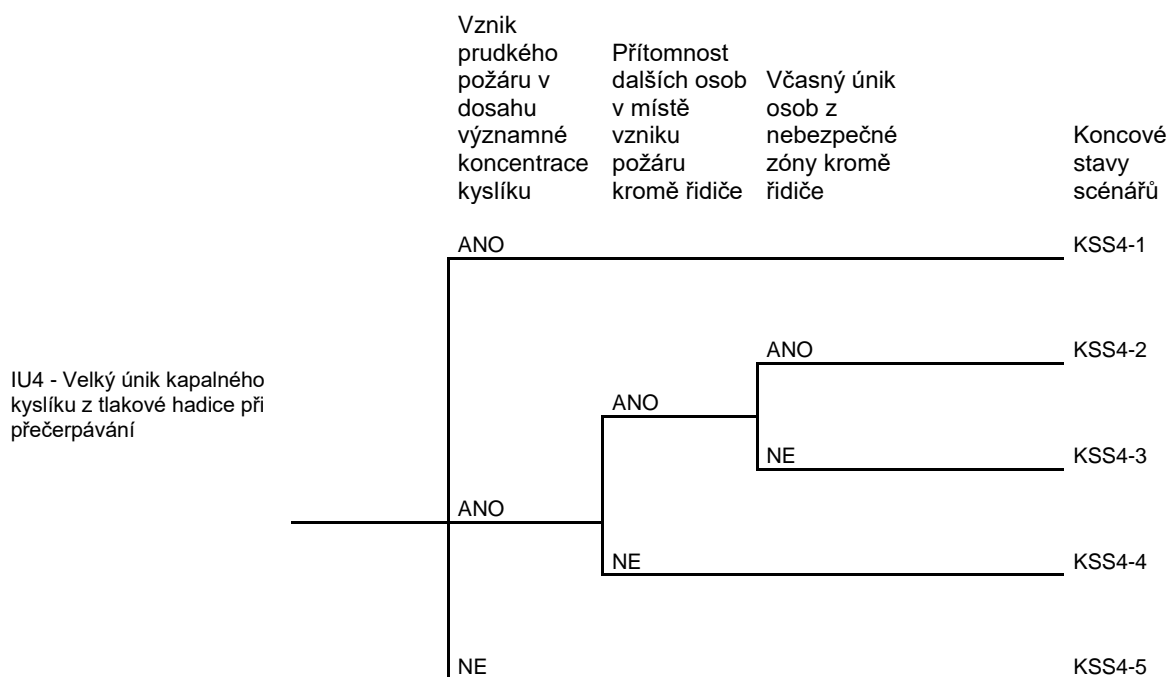 Vznik
prudkého
požáru v
dosahu
významné
koncentrace
kyslíku
Přítomnost
dalších osob
v místě
vzniku
požáru
kromě řidiče
Včasný únik
osob z
nebezpečné
zóny kromě
řidiče
Koncové
stavy
scénářů
ANO
KSS4-1
ANO
KSS4-2
IU4 - Velký únik kapalného
kyslíku z tlakové hadice při
přečerpávání
ANO
NE
KSS4-3
ANO
NE
KSS4-4
NE
KSS4-5